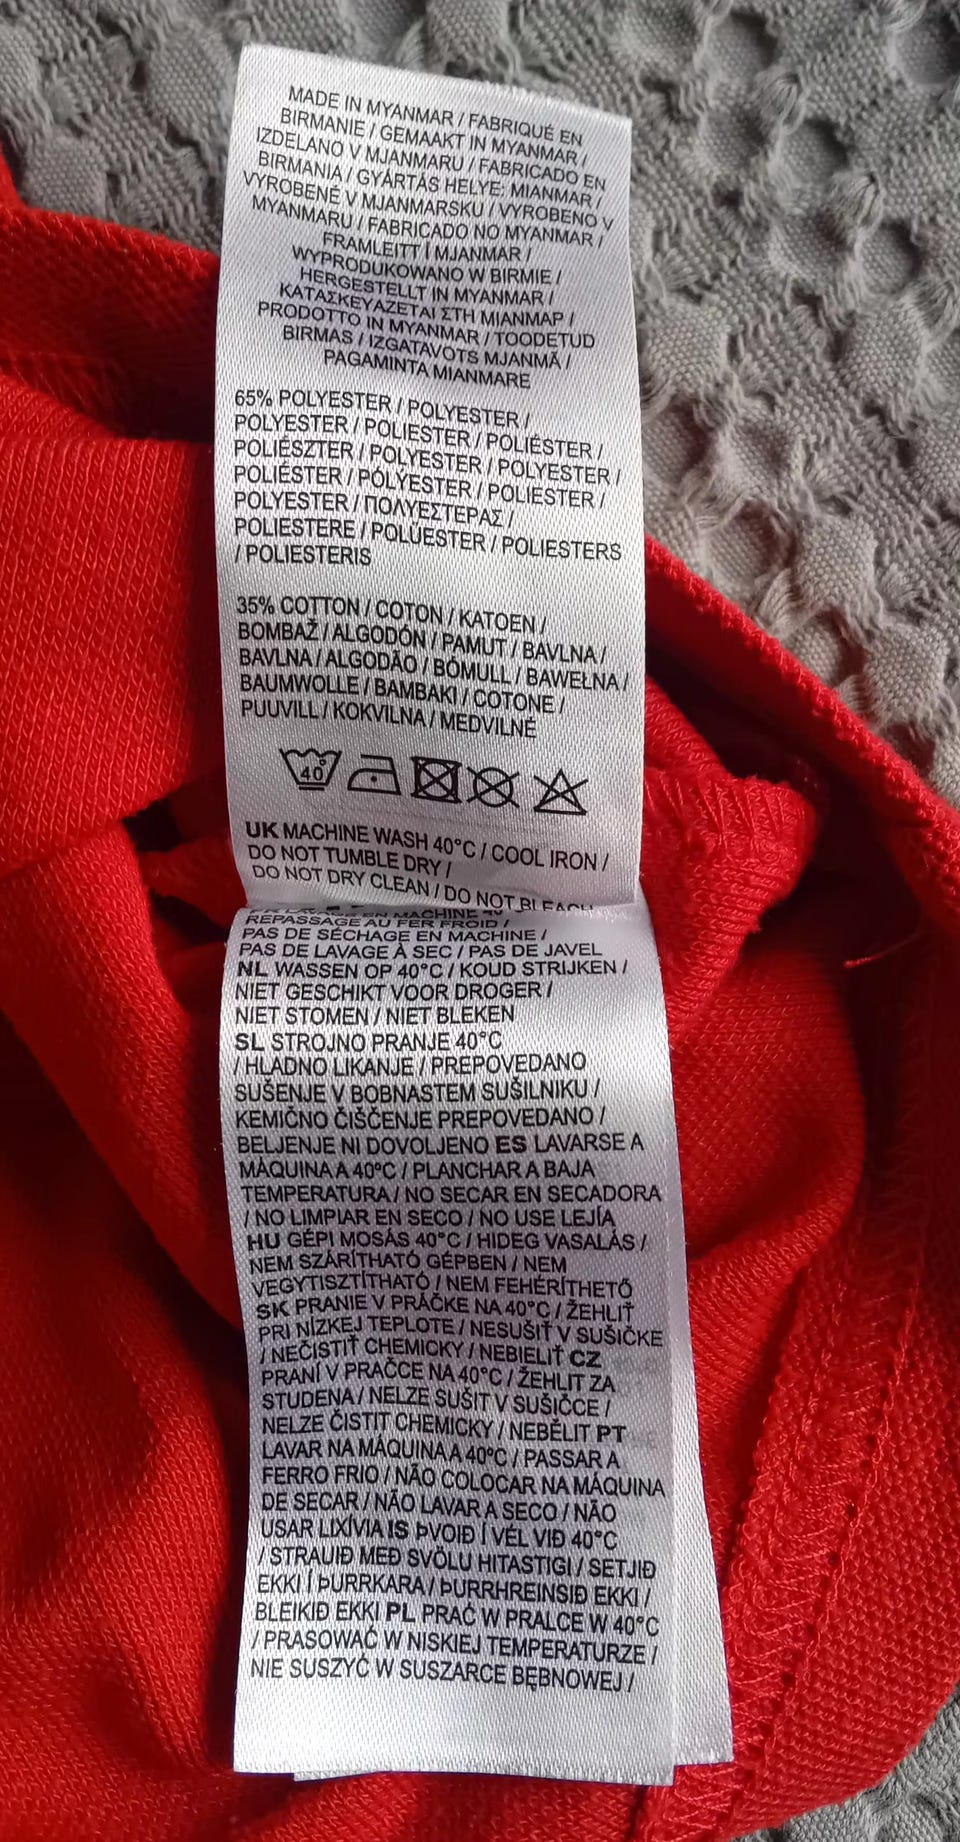 MADE IN MYANMAR / FABRIQUÉ EN
BIRMANIE / GEMAAKT IN MYANMAR /
IZDELANO V MJANMARU / FABRICADO EN
BIRMANIA / GYÁRTÁS HELYE: MIANMAR /
VYROBENÉ V MJANMARSKU / VYROBENO V
MYANMARU / FABRICADO NO MYANMAR /
FRAMLEITT Í MJANMAR /
WYPRODUKOWANO W BIRMIE /
HERGESTELLT IN MYANMAR /
ΚΑΤΑΣΚΕΥΑΖΕΤΑΙ ΣΤΗ ΜΙΑΝΜΑΡ /
PRODOTTO IN MYANMAR / TOODETUD
BIRMAS / IZGATAVOTS MJANMĀ /
PAGAMINTA MIANMARE
65% POLYESTER / POLYESTER /
POLYESTER / POLIESTER / POLIÉSTER /
POLIÉSZTER / POLYESTER / POLYESTER /
POLIÉSTER / PÓLÝESTER / POLIESTER /
POLYESTER / ΠΟΛΥΕΣΤΕΡΑΣ /
POLIESTERE / POLÜESTER / POLIESTERS
/ POLIESTERIS
35% COTTON / COTON / KATOEN /
BOMBAŽ / ALGODÓN / PAMUT / BAVLNA /
BAVLNA / ALGODÃO / BÓMULL / BAWEŁNA /
BAUMWOLLE / ΒΑΜΒΑΚΙ / COTONE /
PUUVILL / KOKVILNA / MEDVILNĖ
40°
UK MACHINE WASH 40°C / COOL IRON /
DO NOT TUMBLE DRY /
DO NOT DRY CLEAN / DO NOT BLEACH
EN MACHINE 40°
REPASSAGE AU FER FROID /
PAS DE SÉCHAGE EN MACHINE /
PAS DE LAVAGE À SEC / PAS DE JAVEL
NL WASSEN OP 40°C / KOUD STRIJKEN /
NIET GESCHIKT VOOR DROGER /
NIET STOMEN / NIET BLEKEN
SL STROJNO PRANJE 40°C
/ HLADNO LIKANJE / PREPOVEDANO
SUŠENJE V BOBNASTEM SUŠILNIKU /
KEMIČNO ČIŠČENJE PREPOVEDANO /
BELJENJE NI DOVOLJENO ES LAVARSE A
MÁQUINA A 40ºC / PLANCHAR A BAJA
TEMPERATURA / NO SECAR EN SECADORA
/ NO LIMPIAR EN SECO / NO USE LEJÍA
HU GÉPI MOSÁS 40°C / HIDEG VASALÁS /
NEM SZÁRÍTHATÓ GÉPBEN / NEM
VEGYTISZTÍTHATÓ / NEM FEHÉRÍTHETŐ
SK PRANIE V PRÁČKE NA 40°C / ŽEHLIŤ
PRI NÍZKEJ TEPLOTE / NESUŠIŤ V SUŠIČKE
/ NEČISTIŤ CHEMICKY / NEBIELIŤ CZ
PRANÍ V PRAČCE NA 40°C / ŽEHLIT ZA
STUDENA / NELZE SUŠIT V SUŠIČCE /
NELZE ČISTIT CHEMICKY / NEBĚLIT PT
LAVAR NA MÁQUINA A 40ºC / PASSAR A
FERRO FRIO / NÃO COLOCAR NA MÁQUINA
DE SECAR / NÃO LAVAR A SECO / NÃO
USAR LIXÍVIA IS ÞVOIÐ Í VÉL VIÐ 40°C
/ STRAUIÐ MEÐ SVÖLU HITASTIGI / SETJIÐ
EKKI Í ÞURRKARA / ÞURRHREINSIÐ EKKI /
BLEIKIÐ EKKI PL PRAĆ W PRALCE W 40°C
/ PRASOWAĆ W NISKIEJ TEMPERATURZE /
NIE SUSZYĆ W SUSZARCE BĘBNOWEJ /